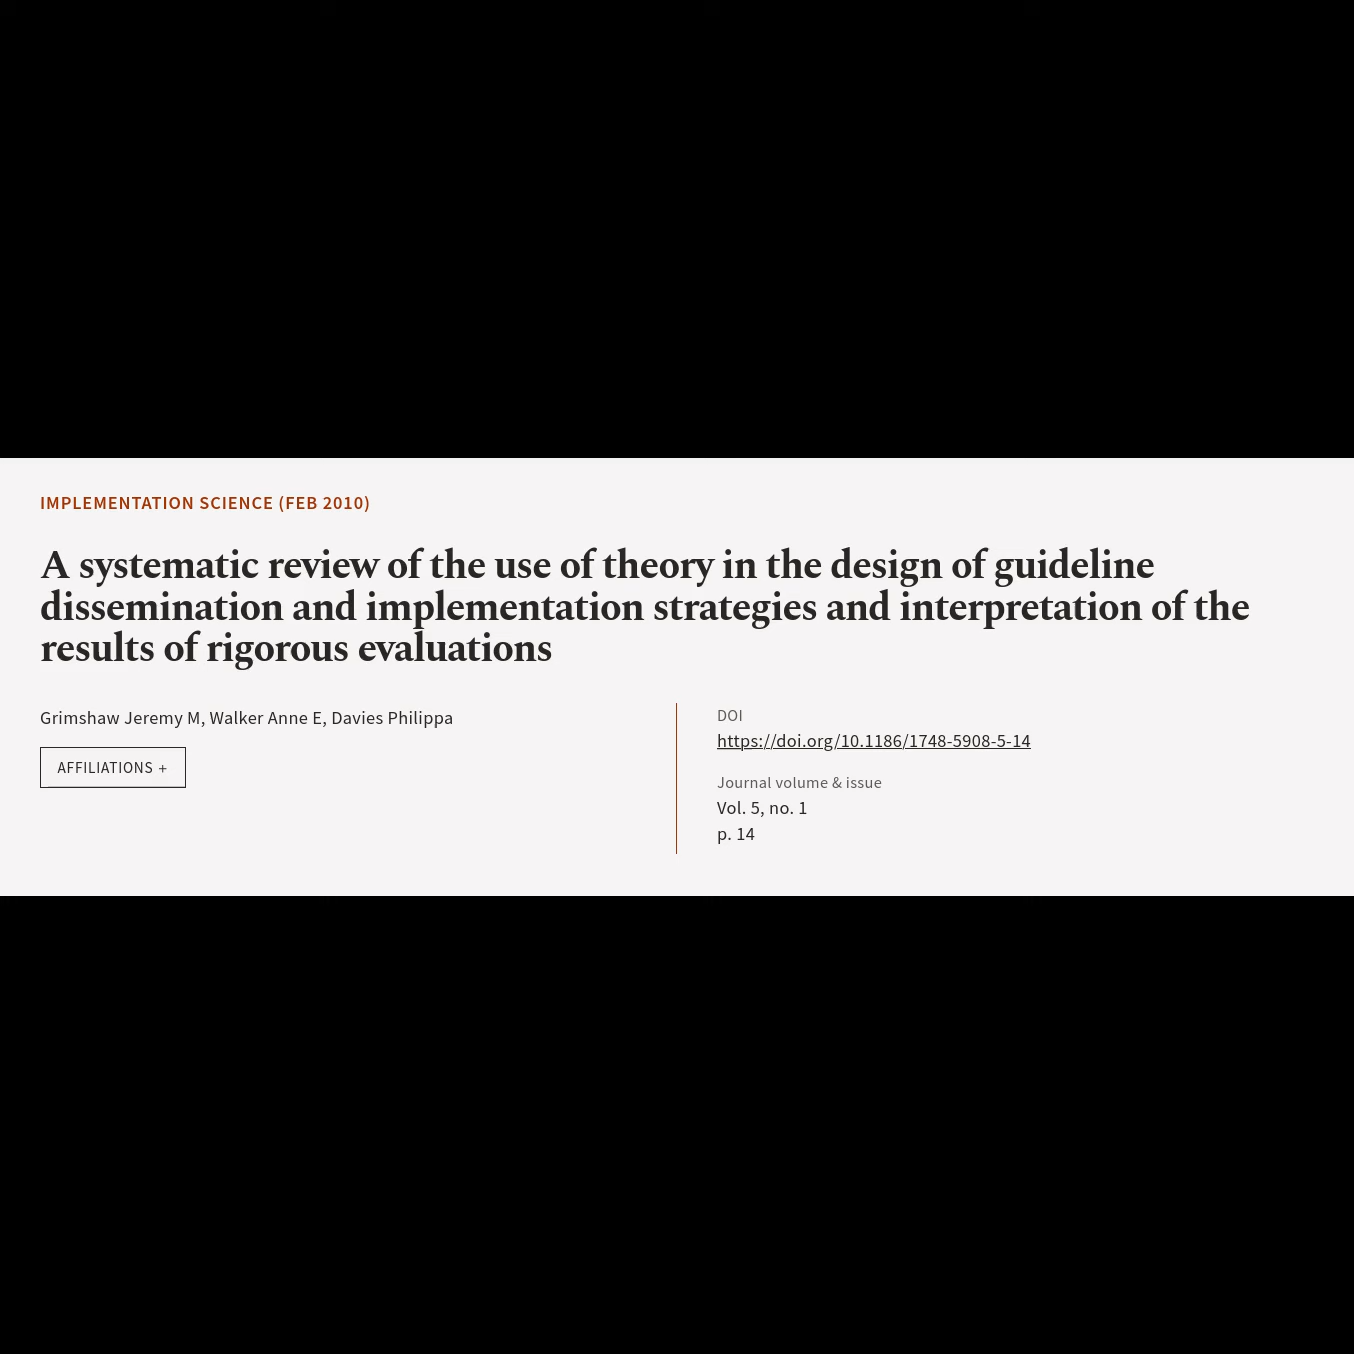 IMPLEMENTATION SCIENCE (FEB 2010)
A systematic review of the use of theory in the design of guideline
dissemination and implementation strategies and interpretation of the
results of rigorous evaluations
Grimshaw Jeremy M, Walker Anne E, Davies Philippa
AFFILIATIONS +
DOI
https://doi.org/10.1186/1748-5908-5-14
Journal volume & issue
Vol. 5, no. 1
p. 14